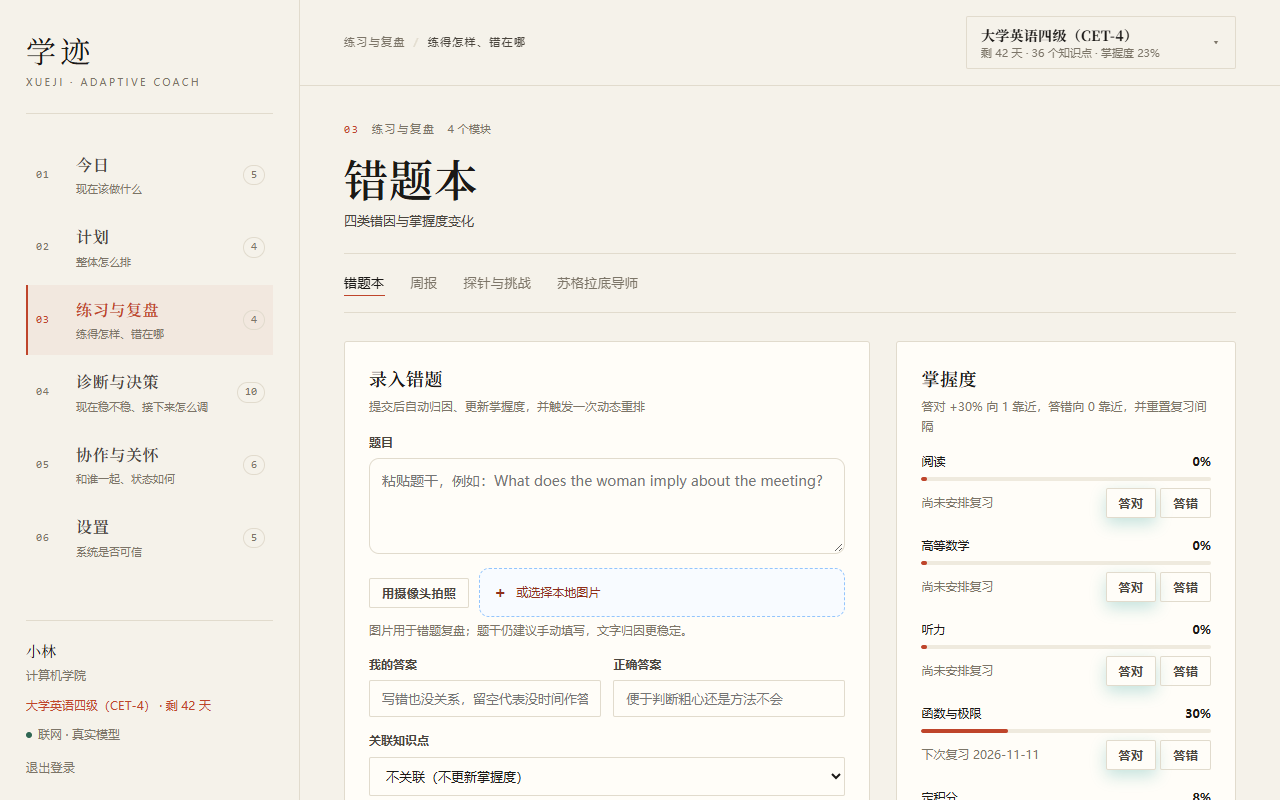 学迹
XUEJI · ADAPTIVE COACH
01 今日 5
现在该做什么
02 计划 4
整体怎么排
03 练习与复盘 4
练得怎样、错在哪
04 诊断与决策 10
现在稳不稳、接下来怎么调
05 协作与关怀 6
和谁一起、状态如何
06 设置 5
系统是否可信
小林
计算机学院
大学英语四级（CET-4） · 剩 42 天
联网 · 真实模型
退出登录
练习与复盘 / 练得怎样、错在哪
大学英语四级（CET-4）
剩 42 天 · 36 个知识点 · 掌握度 23%
03 练习与复盘 4 个模块
错题本
四类错因与掌握度变化
错题本 周报 探针与挑战 苏格拉底导师
录入错题
提交后自动归因、更新掌握度，并触发一次动态重排
题目
粘贴题干，例如：What does the woman imply about the meeting?
用摄像头拍照 + 或选择本地图片
图片用于错题复盘；题干仍建议手动填写，文字归因更稳定。
我的答案 正确答案
写错也没关系，留空代表没时间作答 便于判断粗心还是方法不会
关联知识点
不关联（不更新掌握度）
掌握度
答对 +30% 向 1 靠近，答错向 0 靠近，并重置复习间
隔
阅读 0%
尚未安排复习 答对 答错
高等数学 0%
尚未安排复习 答对 答错
听力 0%
尚未安排复习 答对 答错
函数与极限 30%
下次复习 2026-11-11 答对 答错
定积分 8%